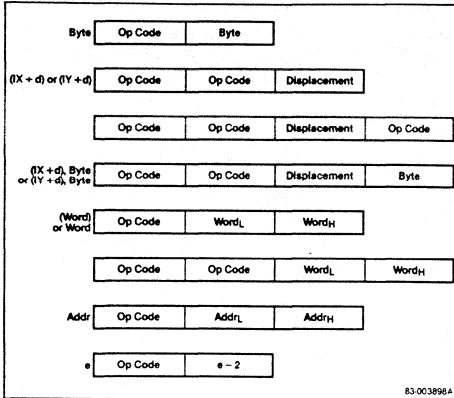 Byte Op Code Byte
(IX + d) or (IY + d) Op Code Op Code Displacement
Op Code Op Code Displacement Op Code
(IX + d), Byte
or (IY + d), Byte Op Code Op Code Displacement Byte
(Word)
or Word Op Code WordL WordH
Op Code Op Code WordL WordH
Addr Op Code AddrL AddrH
e Op Code e – 2
83-003898A